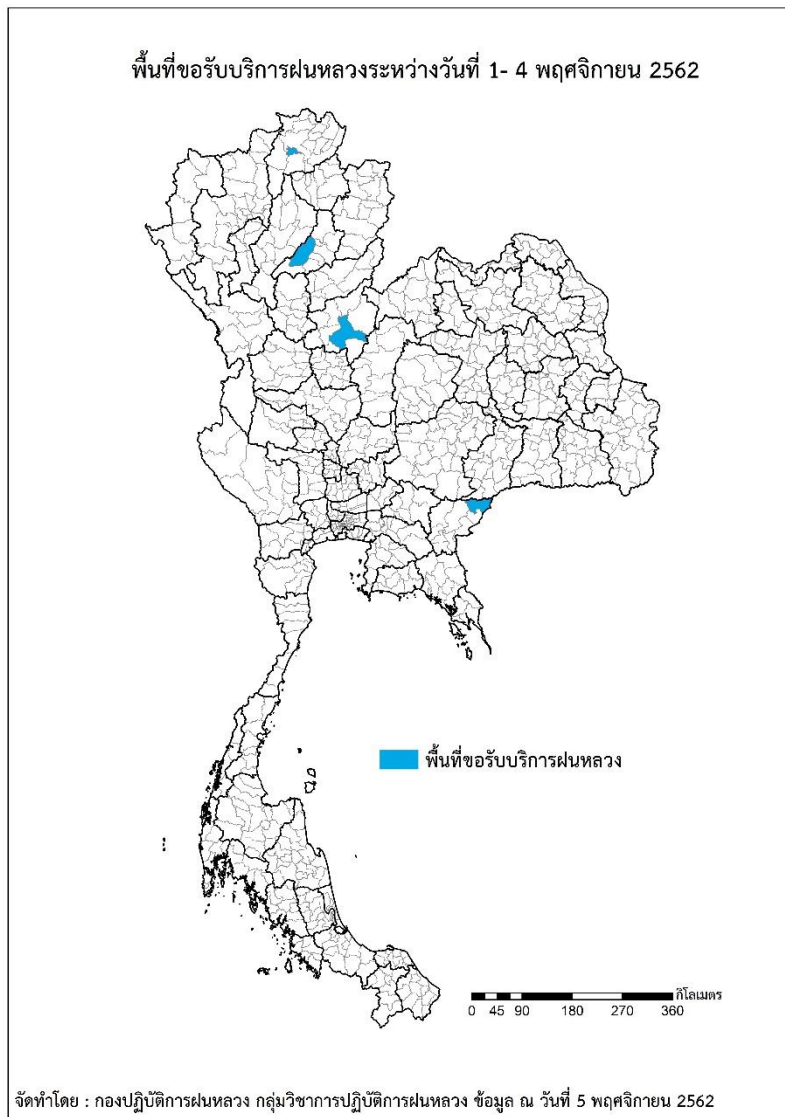 พื้นที่ขอรับบริการฝนหลวงระหว่างวันที่ 1- 4 พฤศจิกายน 2562
พื้นที่ขอรับบริการฝนหลวง
กิโลเมตร
0 45 90 180 270 360
จัดทำโดย : กองปฏิบัติการฝนหลวง กลุ่มวิชาการปฏิบัติการฝนหลวง ข้อมูล ณ วันที่ 5 พฤศจิกายน 2562